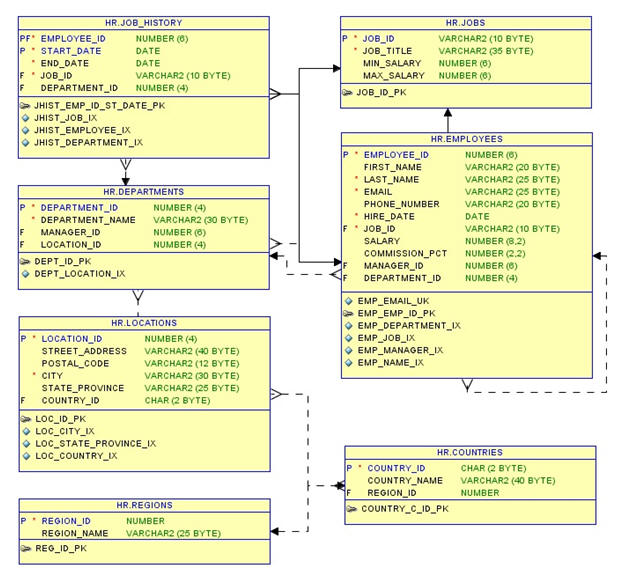 HR.JOB_HISTORY
PF* EMPLOYEE_ID NUMBER (6)
P * START_DATE DATE
* END_DATE DATE
F * JOB_ID VARCHAR2 (10 BYTE)
F DEPARTMENT_ID NUMBER (4)
JHIST_EMP_ID_ST_DATE_PK
JHIST_JOB_IX
JHIST_EMPLOYEE_IX
JHIST_DEPARTMENT_IX
HR.JOBS
P * JOB_ID VARCHAR2 (10 BYTE)
* JOB_TITLE VARCHAR2 (35 BYTE)
MIN_SALARY NUMBER (6)
MAX_SALARY NUMBER (6)
JOB_ID_PK
HR.EMPLOYEES
P * EMPLOYEE_ID NUMBER (6)
FIRST_NAME VARCHAR2 (20 BYTE)
* LAST_NAME VARCHAR2 (25 BYTE)
* EMAIL VARCHAR2 (25 BYTE)
PHONE_NUMBER VARCHAR2 (20 BYTE)
* HIRE_DATE DATE
F * JOB_ID VARCHAR2 (10 BYTE)
SALARY NUMBER (8,2)
COMMISSION_PCT NUMBER (2,2)
F MANAGER_ID NUMBER (6)
F DEPARTMENT_ID NUMBER (4)
EMP_EMAIL_UK
EMP_EMP_ID_PK
EMP_DEPARTMENT_IX
EMP_JOB_IX
EMP_MANAGER_IX
EMP_NAME_IX
HR.DEPARTMENTS
P * DEPARTMENT_ID NUMBER (4)
* DEPARTMENT_NAME VARCHAR2 (30 BYTE)
F MANAGER_ID NUMBER (6)
F LOCATION_ID NUMBER (4)
DEPT_ID_PK
DEPT_LOCATION_IX
HR.LOCATIONS
P * LOCATION_ID NUMBER (4)
STREET_ADDRESS VARCHAR2 (40 BYTE)
POSTAL_CODE VARCHAR2 (12 BYTE)
* CITY VARCHAR2 (30 BYTE)
STATE_PROVINCE VARCHAR2 (25 BYTE)
F COUNTRY_ID CHAR (2 BYTE)
LOC_ID_PK
LOC_CITY_IX
LOC_STATE_PROVINCE_IX
LOC_COUNTRY_IX
HR.COUNTRIES
P * COUNTRY_ID CHAR (2 BYTE)
COUNTRY_NAME VARCHAR2 (40 BYTE)
F REGION_ID NUMBER
COUNTRY_C_ID_PK
HR.REGIONS
P * REGION_ID NUMBER
REGION_NAME VARCHAR2 (25 BYTE)
REG_ID_PK